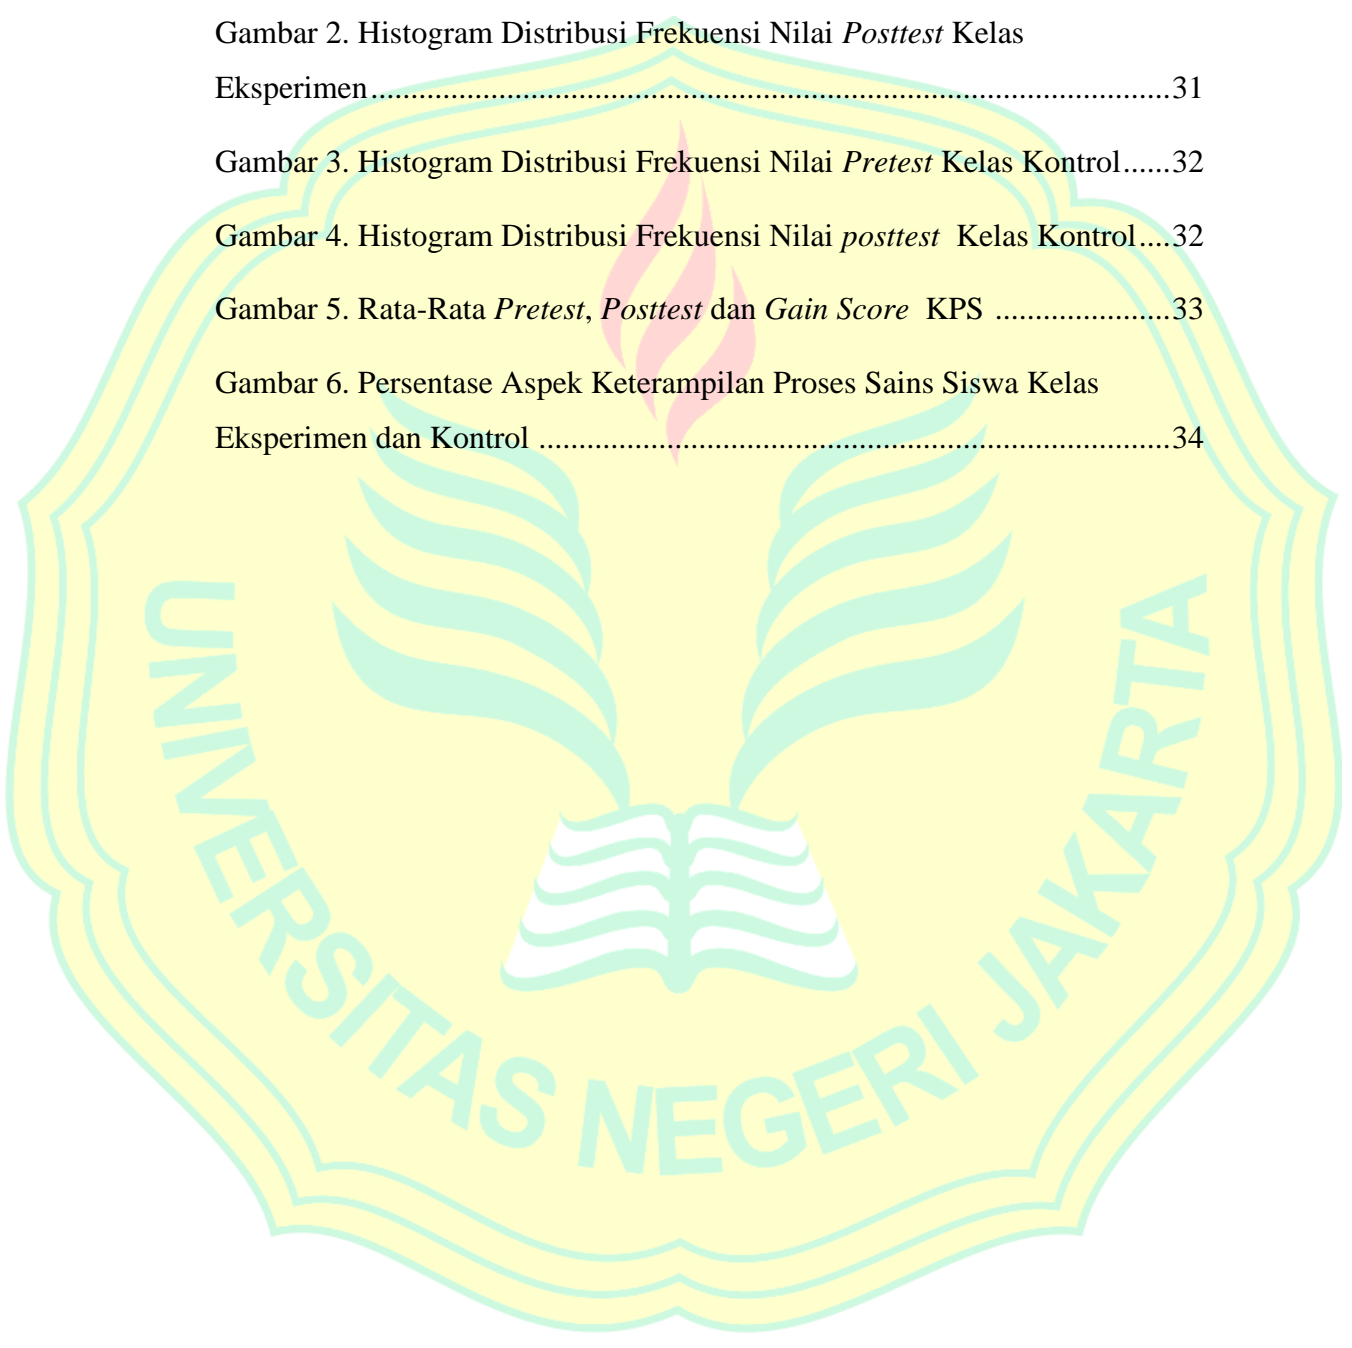 Gambar 2. Histogram Distribusi Frekuensi Nilai Posttest Kelas
Eksperimen....................................................................................................31
Gambar 3. Histogram Distribusi Frekuensi Nilai Pretest Kelas Kontrol......32
Gambar 4. Histogram Distribusi Frekuensi Nilai posttest Kelas Kontrol....32
Gambar 5. Rata-Rata Pretest, Posttest dan Gain Score KPS ......................33
Gambar 6. Persentase Aspek Keterampilan Proses Sains Siswa Kelas
Eksperimen dan Kontrol ...............................................................................34
UNIVERSITAS NEGERI JAKARTA